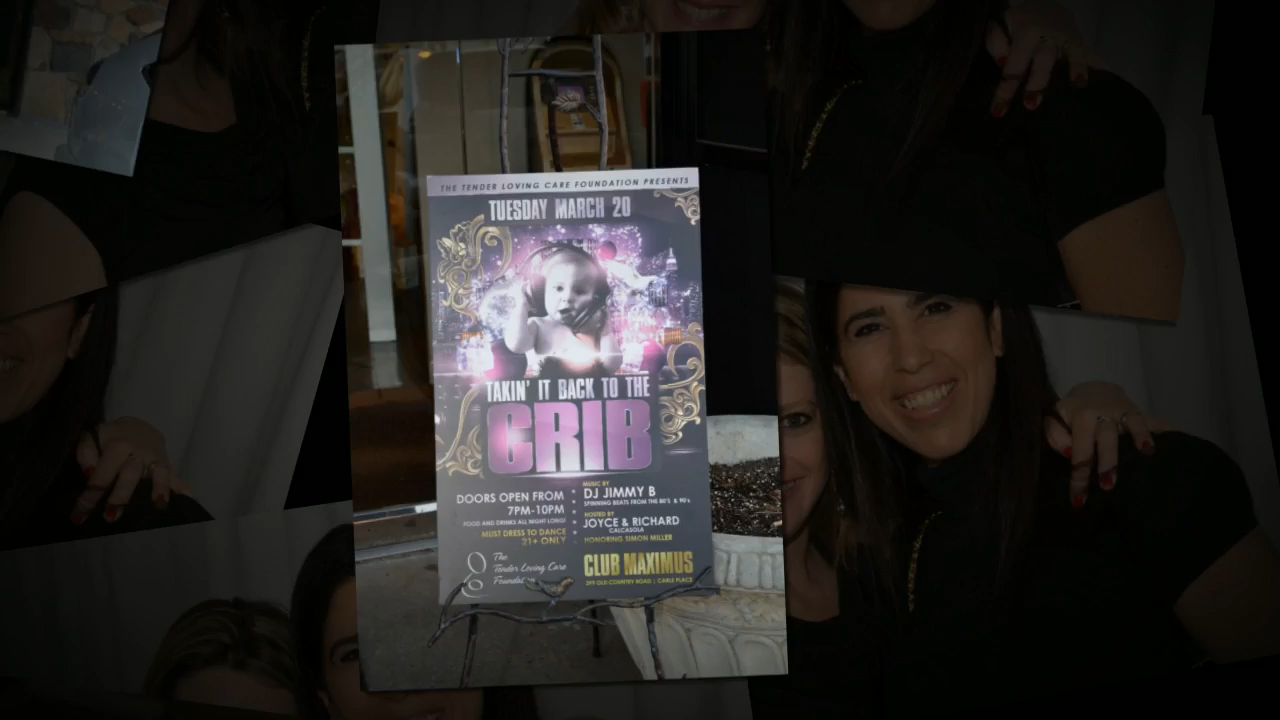 THE TENDER LOVING CARE FOUNDATION PRESENTS
TUESDAY MARCH 20
TAKIN' IT BACK TO THE
CRIB
DOORS OPEN FROM
7PM-10PM
FOOD AND DRINKS ALL NIGHT LONG!
MUST DRESS TO DANCE
21+ ONLY
MUSIC BY
DJ JIMMY B
SPINNING BEATS FROM THE 80'S & 90's
HOSTED BY
JOYCE & RICHARD
CALCASOLA
HONORING SIMON MILLER
The
Tender Loving Care
CLUB MAXIMUS
299 OLD COUNTRY ROAD | CARLE PLACE